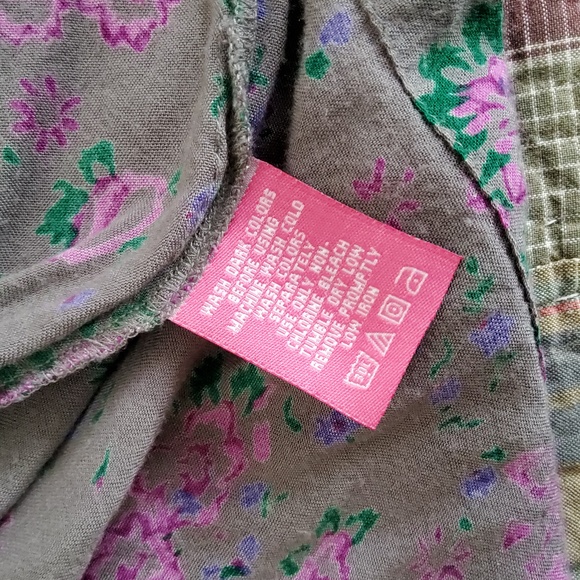 WASH DARK COLORS
BEFORE USING
MACHINE WASH COLD
WASH COLORS
SEPARATELY
USE ONLY NON-
CHLORINE BLEACH
TUMBLE DRY LOW
REMOVE PROMPTLY
LOW IRON